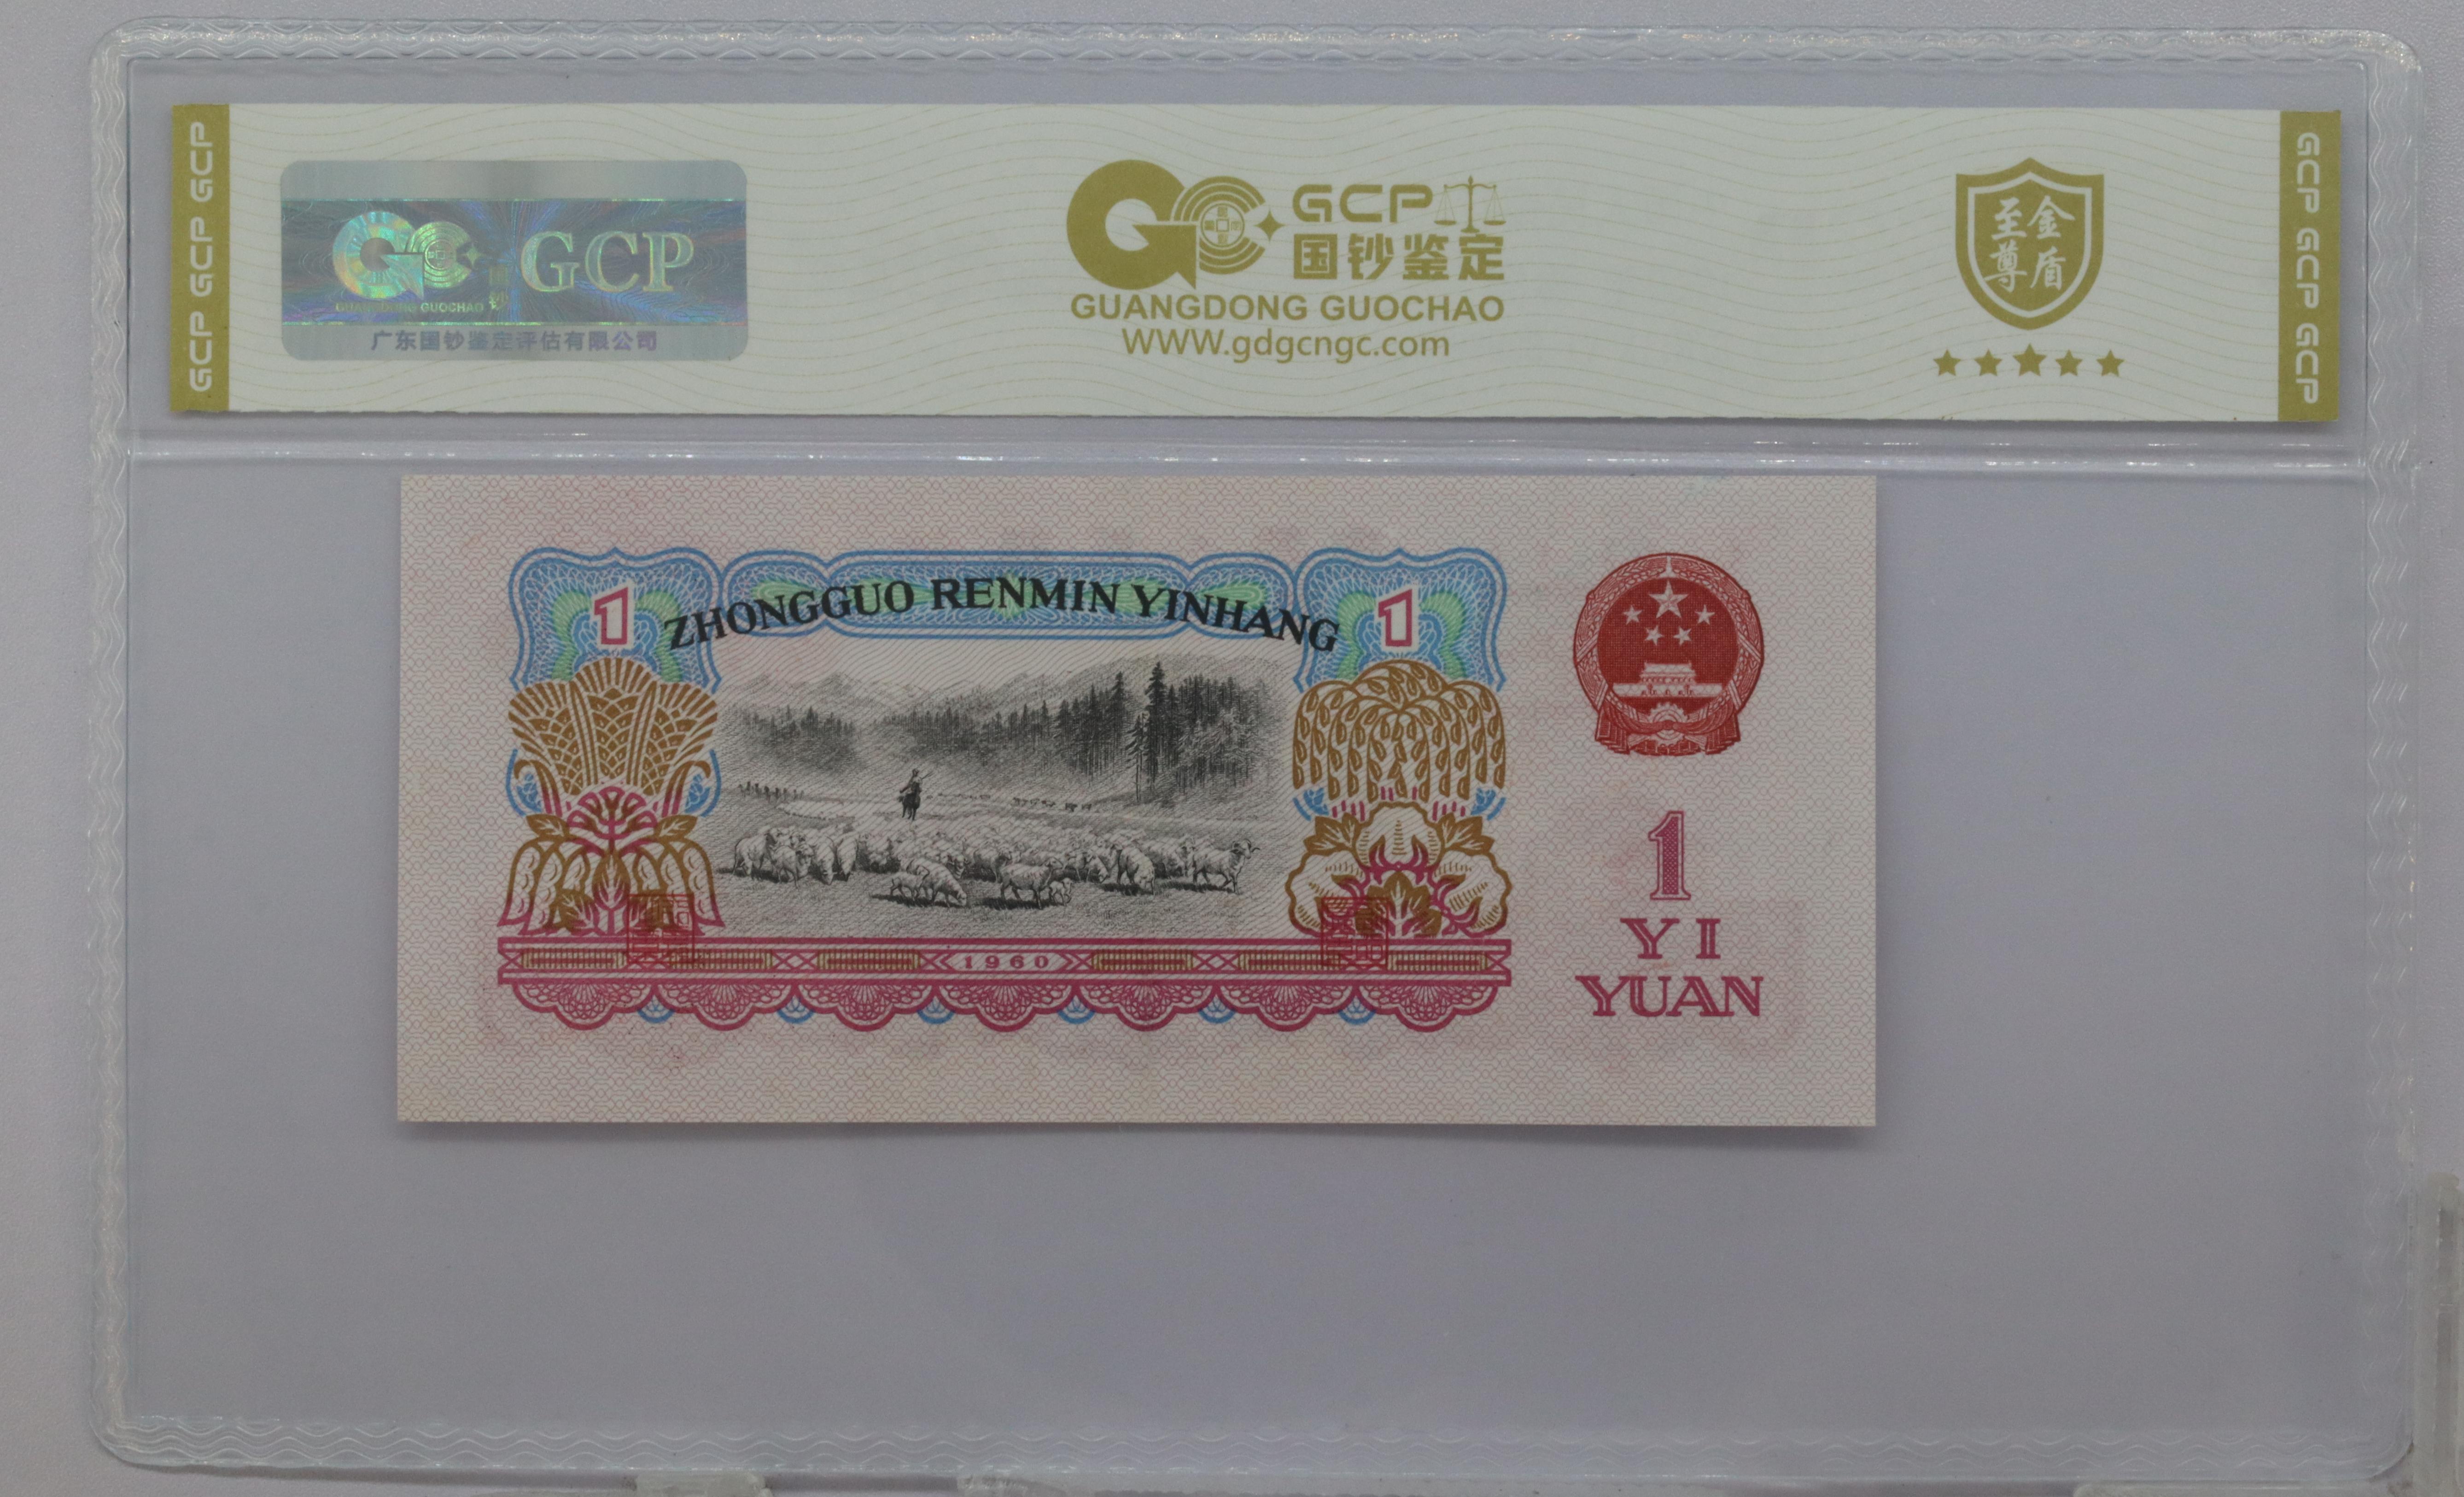 GCP GCP GCP
GCP
GUANGDONG GUOCHAO
广东国钞鉴定评估有限公司
GCP
国钞鉴定
GUANGDONG GUOCHAO
WWW.gdgcngc.com
至尊金盾
GCP GCP GCP
1
ZHONGGUO RENMIN YINHANG
1
1960
1
YI
YUAN